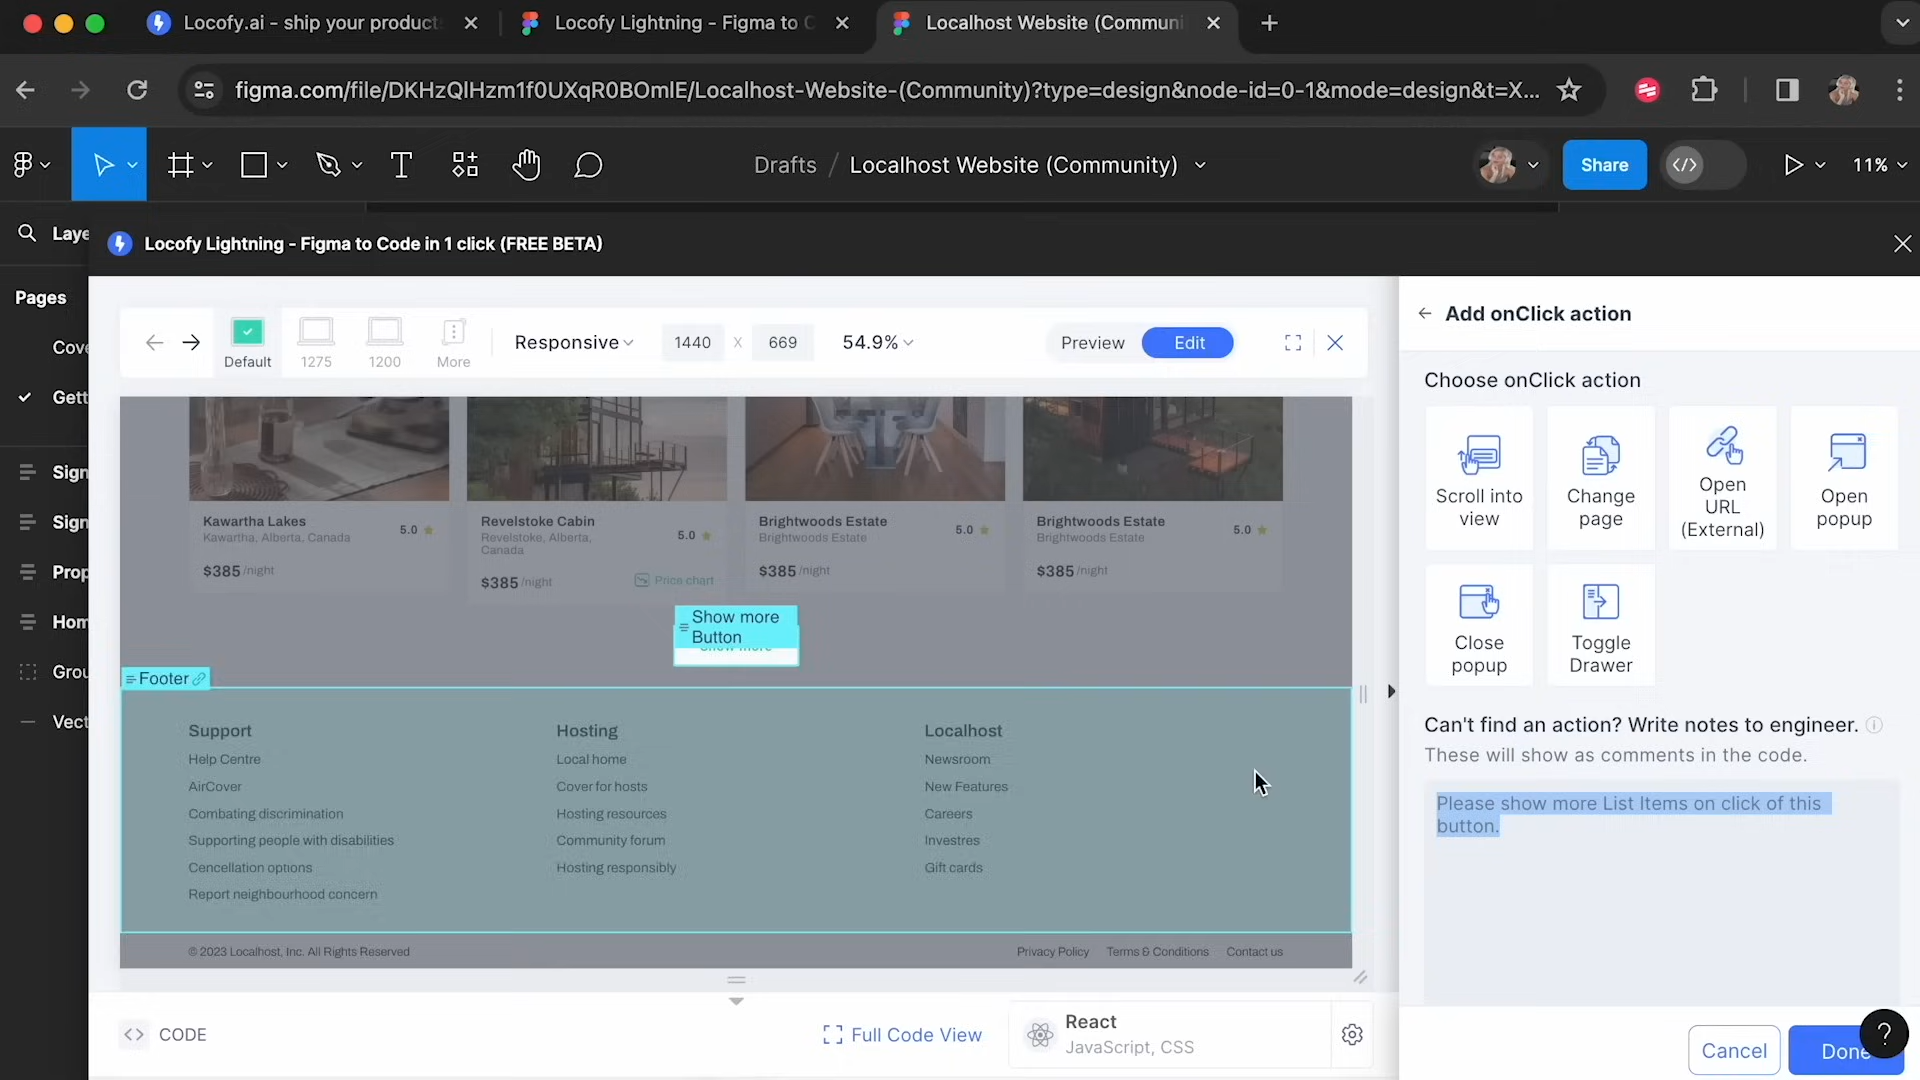 Locofy.ai - ship your product
Locofy Lightning - Figma to C
Localhost Website (Communi
figma.com/file/DKHzQlHzm1f0UXqR0BOmlE/Localhost-Website-(Community)?type=design&node-id=0-1&mode=design&t=X...
Drafts / Localhost Website (Community)
Share
11%
Laye
Locofy Lightning - Figma to Code in 1 click (FREE BETA)
Pages
Cove
Gett
Sign
Sign
Prop
Hom
Grou
Vect
Default
1275
1200
More
Responsive
1440 x 669
54.9%
Preview
Edit
Kawartha Lakes
Kawartha, Alberta, Canada
5.0
$385 /night
Revelstoke Cabin
Revelstoke, Alberta,
Canada
5.0
$385 /night
Price chart
Brightwoods Estate
Brightwoods Estate
5.0
$385 /night
Brightwoods Estate
Brightwoods Estate
5.0
$385 /night
Show more
Button
Show more
Footer
Support
Help Centre
AirCover
Combating discrimination
Supporting people with disabilities
Cencellation options
Report neighbourhood concern
Hosting
Local home
Cover for hosts
Hosting resources
Community forum
Hosting responsibly
Localhost
Newsroom
New Features
Careers
Investres
Gift cards
© 2023 Localhost, Inc. All Rights Reserved
Privacy Policy
Terms & Conditions
Contact us
CODE
Full Code View
React
JavaScript, CSS
Add onClick action
Choose onClick action
Scroll into
view
Change
page
Open
URL
(External)
Open
popup
Close
popup
Toggle
Drawer
Can't find an action? Write notes to engineer.
These will show as comments in the code.
Please show more List Items on click of this
button.
Cancel
Done
?